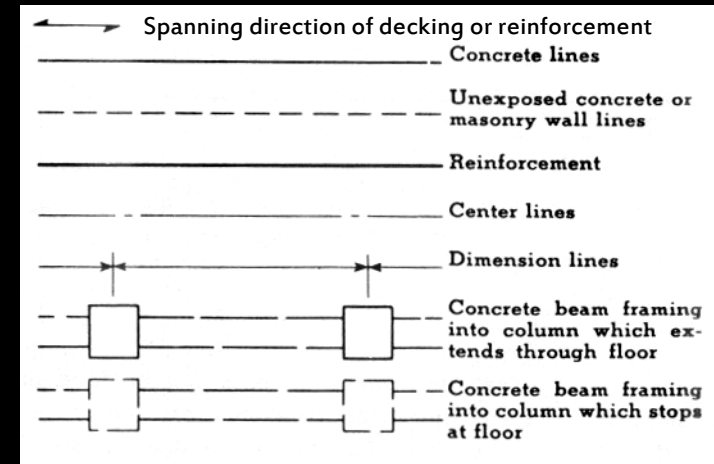 Spanning direction of decking or reinforcement
Concrete lines
Unexposed concrete or
masonry wall lines
Reinforcement
Center lines
Dimension lines
Concrete beam framing
into column which ex-
tends through floor
Concrete beam framing
into column which stops
at floor